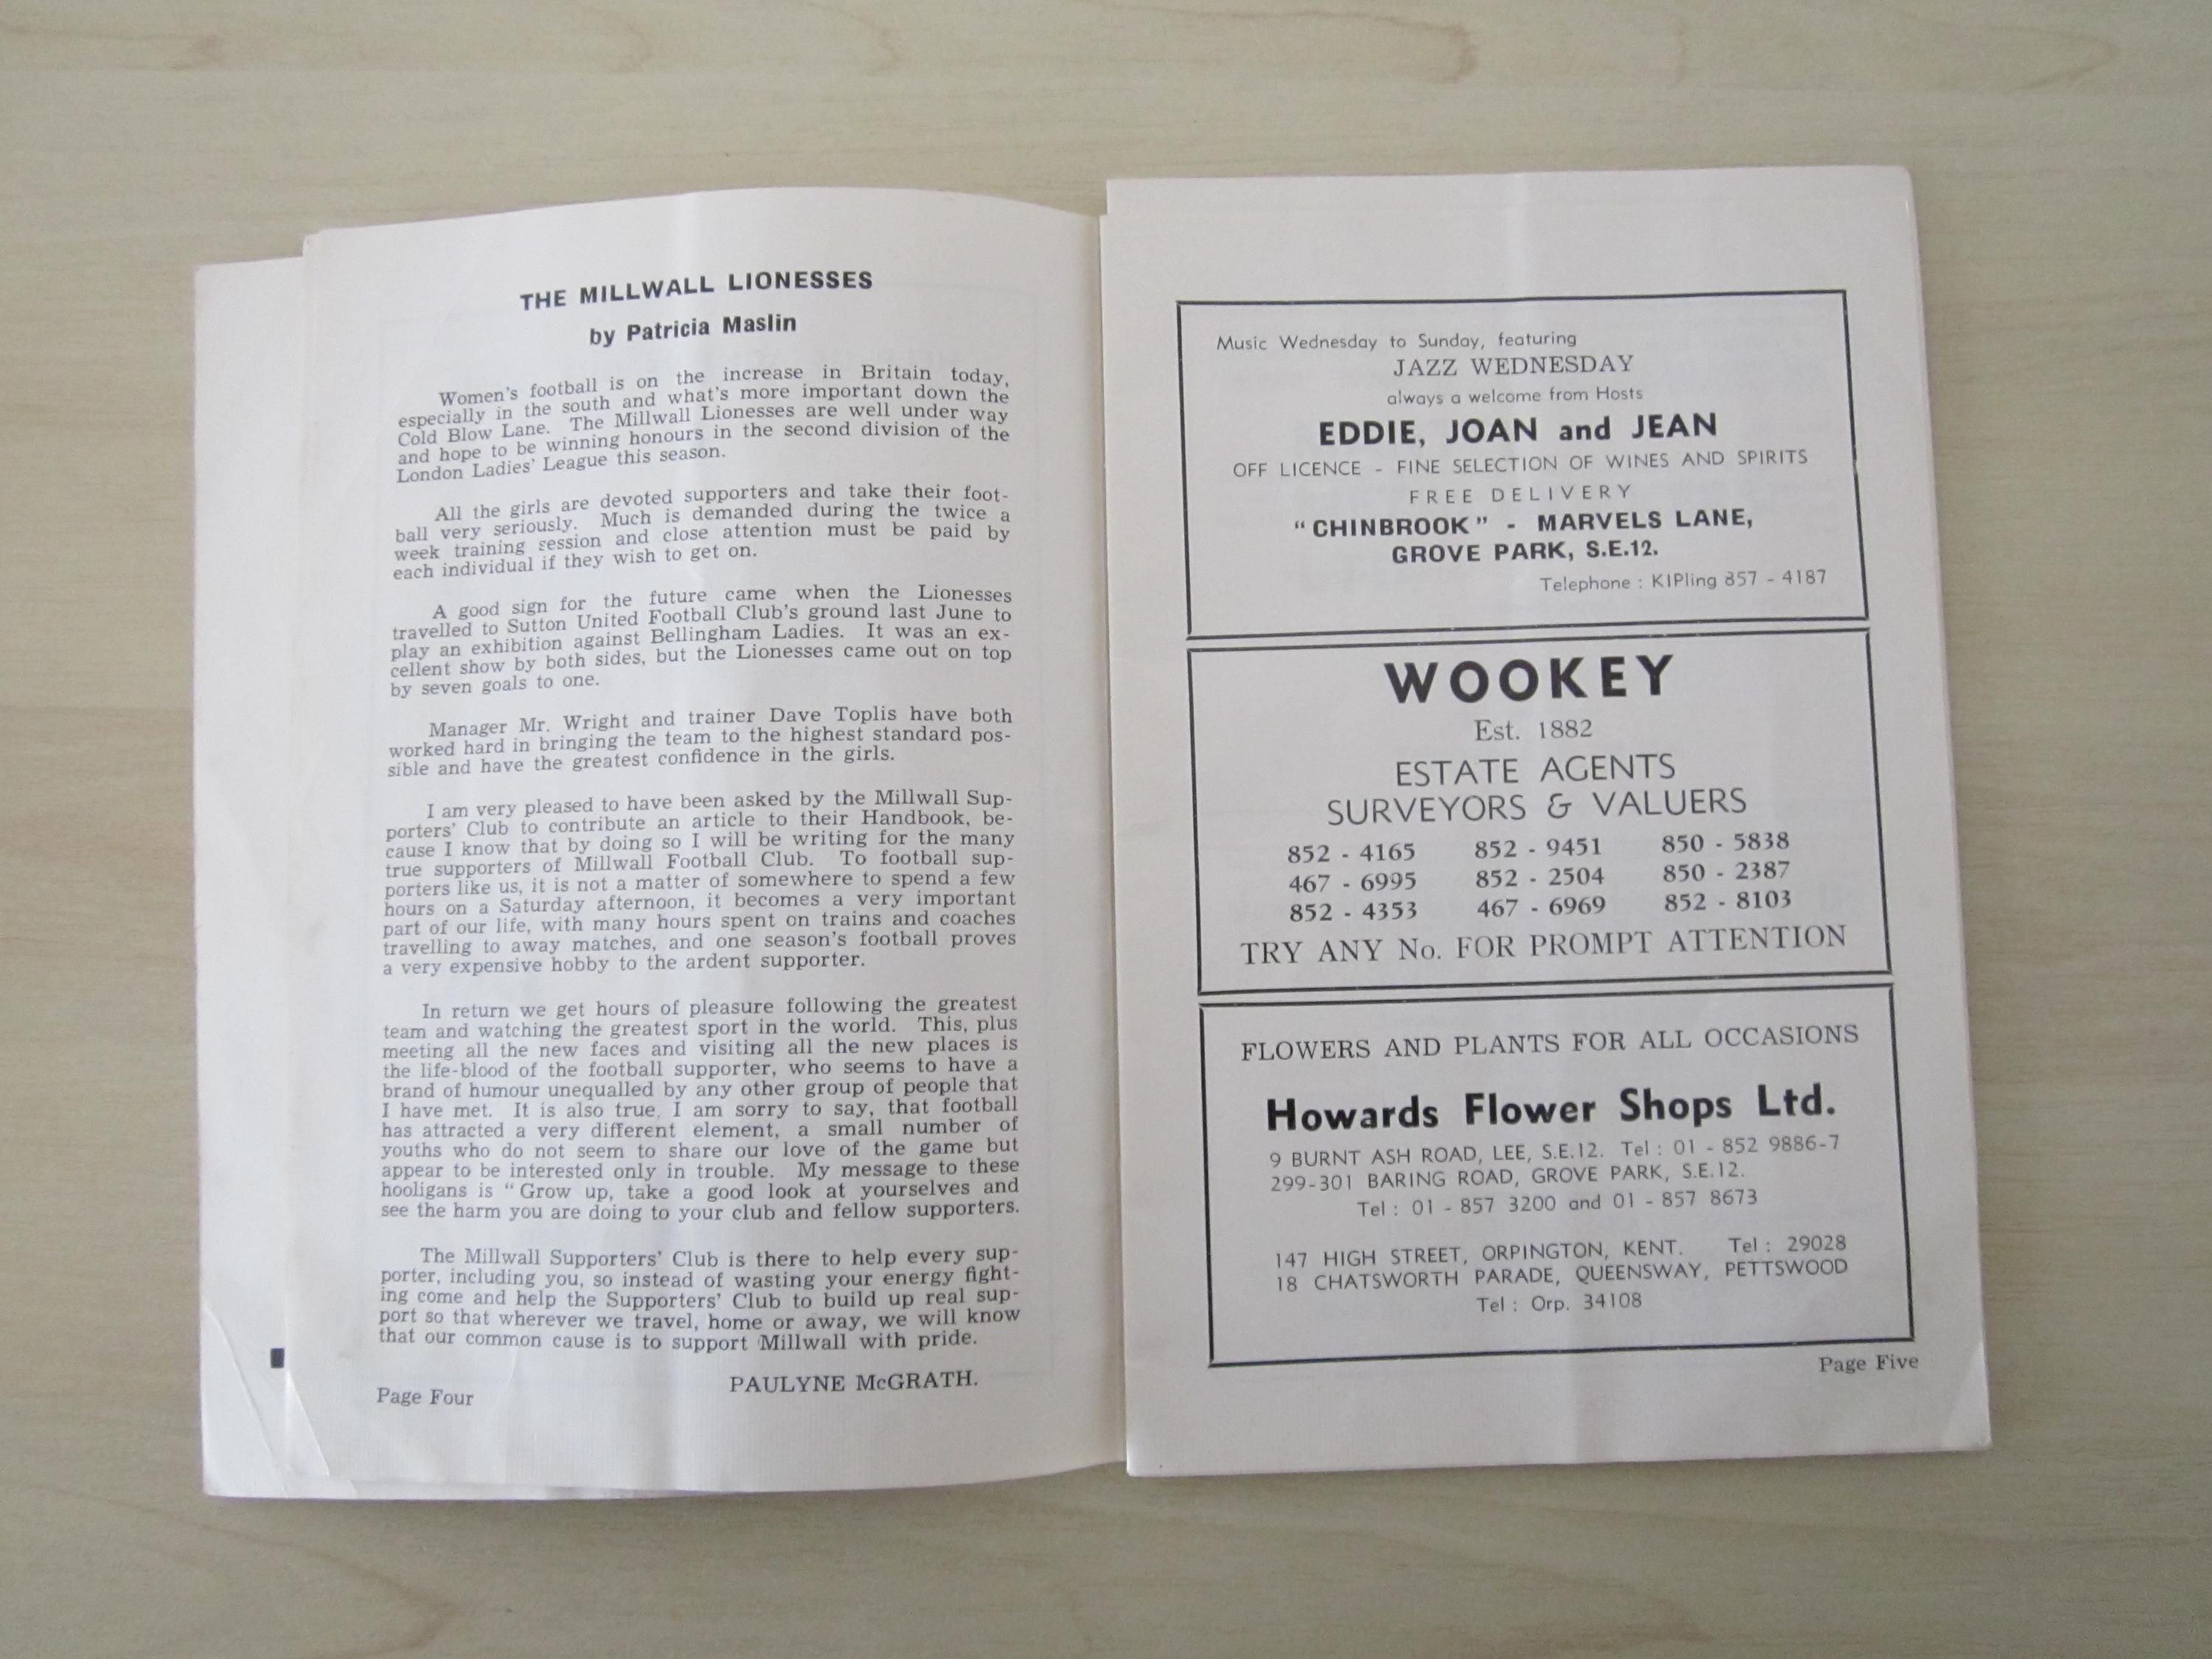 THE MILLWALL LIONESSES
by Patricia Maslin
Women's football is on the increase in Britain today,
especially in the south and what's more important down the
Cold Blow Lane. The Millwall Lionesses are well under way
and hope to be winning honours in the second division of the
London Ladies' League this season.
All the girls are devoted supporters and take their foot-
ball very seriously. Much is demanded during the twice a
week training session and close attention must be paid by
each individual if they wish to get on.
A good sign for the future came when the Lionesses
travelled to Sutton United Football Club's ground last June to
play an exhibition against Bellingham Ladies. It was an ex-
cellent show by both sides, but the Lionesses came out on top
by seven goals to one.
Manager Mr. Wright and trainer Dave Toplis have both
worked hard in bringing the team to the highest standard pos-
sible and have the greatest confidence in the girls.
I am very pleased to have been asked by the Millwall Sup-
porters' Club to contribute an article to their Handbook, be-
cause I know that by doing so I will be writing for the many
true supporters of Millwall Football Club. To football sup-
porters like us, it is not a matter of somewhere to spend a few
hours on a Saturday afternoon, it becomes a very important
part of our life, with many hours spent on trains and coaches
travelling to away matches, and one season's football proves
a very expensive hobby to the ardent supporter.
In return we get hours of pleasure following the greatest
team and watching the greatest sport in the world. This, plus
meeting all the new faces and visiting all the new places is
the life-blood of the football supporter, who seems to have a
brand of humour unequalled by any other group of people that
I have met. It is also true, I am sorry to say, that football
has attracted a very different element, a small number of
youths who do not seem to share our love of the game but
appear to be interested only in trouble. My message to these
hooligans is "Grow up, take a good look at yourselves and
see the harm you are doing to your club and fellow supporters.
The Millwall Supporters' Club is there to help every sup-
porter, including you, so instead of wasting your energy fight-
ing come and help the Supporters' Club to build up real sup-
port so that wherever we travel, home or away, we will know
that our common cause is to support Millwall with pride.
PAULYNE McGRATH.
Page Four
Music Wednesday to Sunday, featuring
JAZZ WEDNESDAY
always a welcome from Hosts
EDDIE, JOAN and JEAN
OFF LICENCE - FINE SELECTION OF WINES AND SPIRITS
FREE DELIVERY
"CHINBROOK" - MARVELS LANE,
GROVE PARK, S.E.12.
Telephone : KIPling 857 - 4187
WOOKEY
Est. 1882
ESTATE AGENTS
SURVEYORS & VALUERS
852 - 4165 852 - 9451 850 - 5838
467 - 6995 852 - 2504 850 - 2387
852 - 4353 467 - 6969 852 - 8103
TRY ANY No. FOR PROMPT ATTENTION
FLOWERS AND PLANTS FOR ALL OCCASIONS
Howards Flower Shops Ltd.
9 BURNT ASH ROAD, LEE, S.E.12. Tel : 01 - 852 9886-7
299-301 BARING ROAD, GROVE PARK, S.E.12.
Tel : 01 - 857 3200 and 01 - 857 8673
147 HIGH STREET, ORPINGTON, KENT. Tel : 29028
18 CHATSWORTH PARADE, QUEENSWAY, PETTSWOOD
Tel : Orp. 34108
Page Five